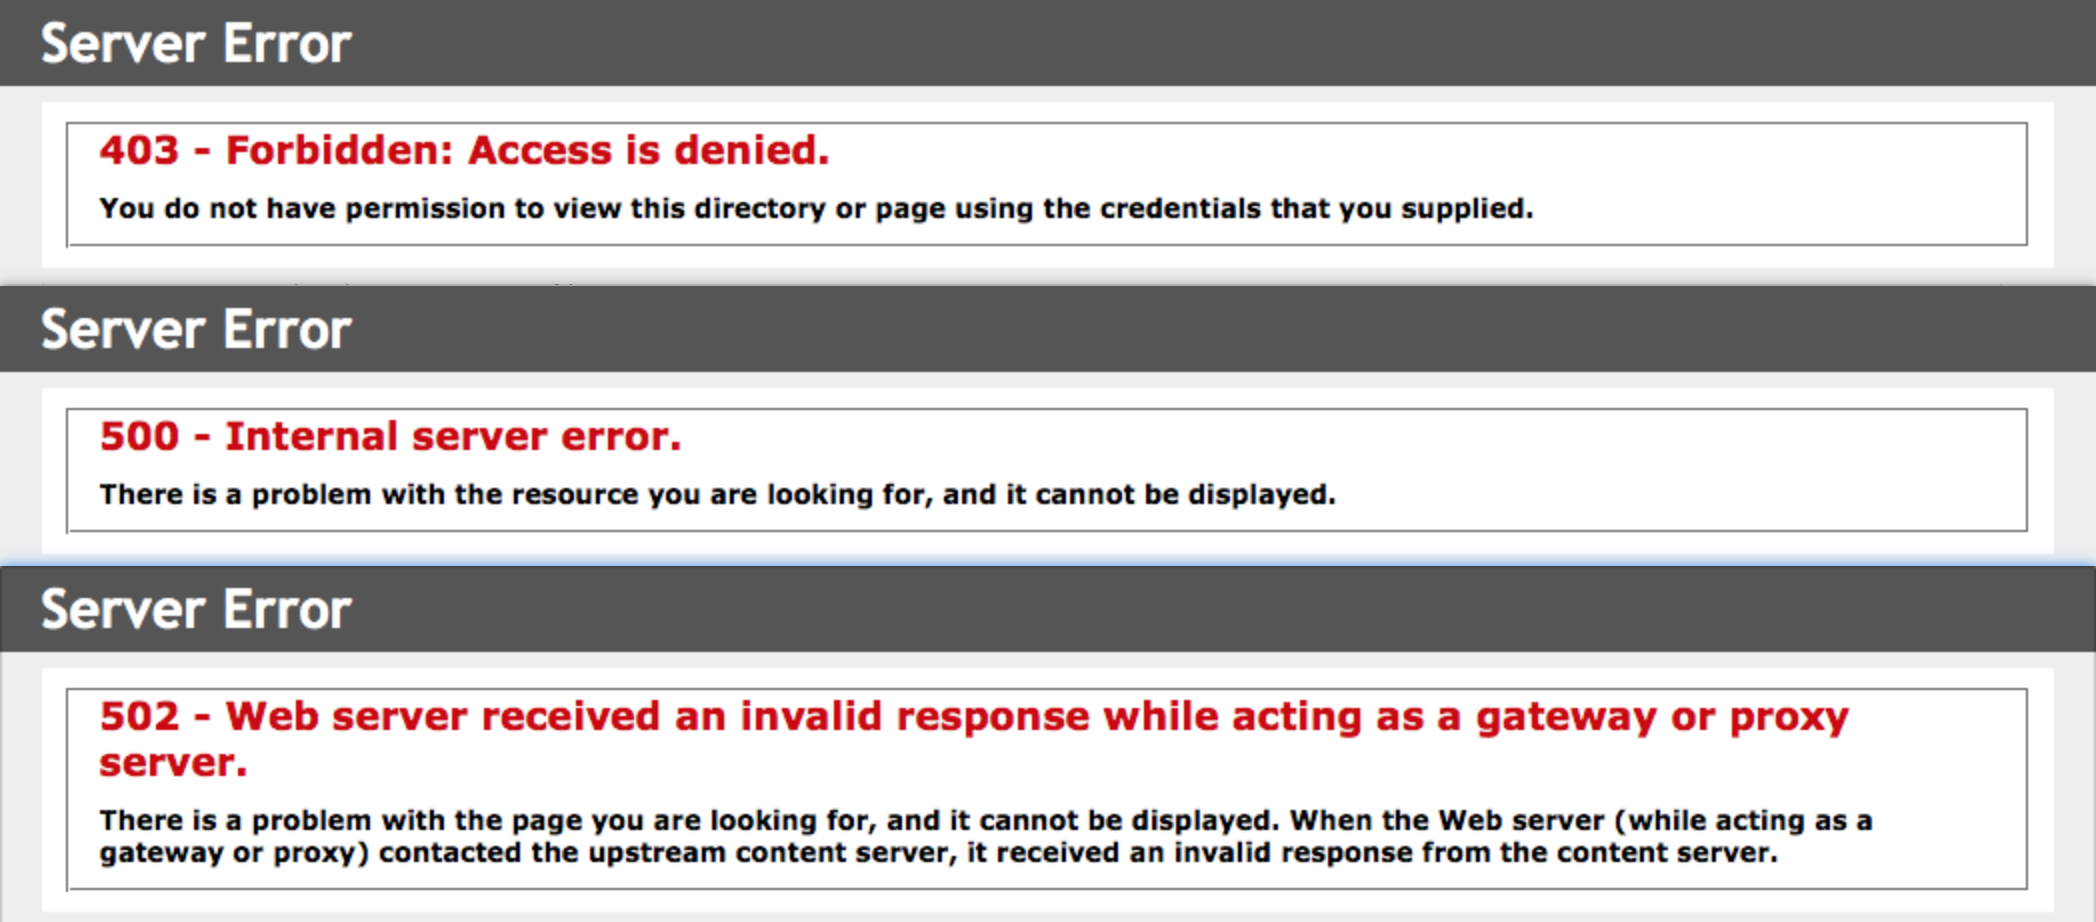 Server Error
403 - Forbidden: Access is denied.
You do not have permission to view this directory or page using the credentials that you supplied.
Server Error
500 - Internal server error.
There is a problem with the resource you are looking for, and it cannot be displayed.
Server Error
502 - Web server received an invalid response while acting as a gateway or proxy
server.
There is a problem with the page you are looking for, and it cannot be displayed. When the Web server (while acting as a
gateway or proxy) contacted the upstream content server, it received an invalid response from the content server.